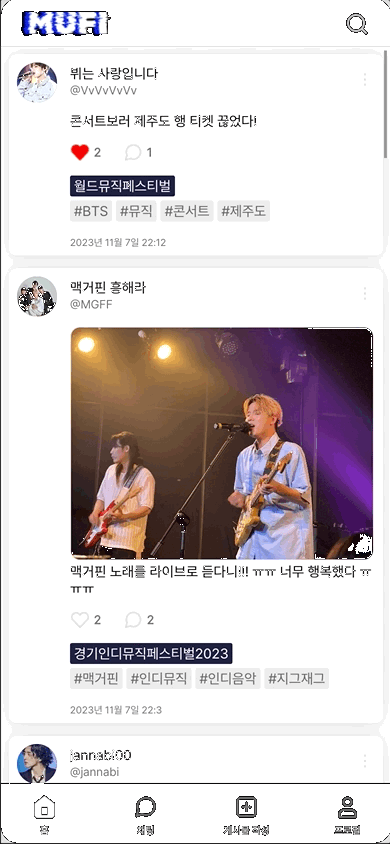 MUFI
뷔는 사랑입니다
@VvVvVvVv
콘서트보러 제주도 행 티켓 끊었다!
2
1
월드뮤직페스티벌
#BTS #뮤직 #콘서트 #제주도
2023년 11월 7일 22:12
맥거핀 흥해라
@MGFF
맥거핀 노래를 라이브로 듣다니!!! ㅠㅠ 너무 행복했다 ㅠ
ㅠㅠ
2
2
경기인디뮤직페스티벌2023
#맥거핀 #인디뮤직 #인디음악 #지그재그
2023년 11월 7일 22:3
jannabi00
@jannabi
홈
채팅
게시글 작성
프로필